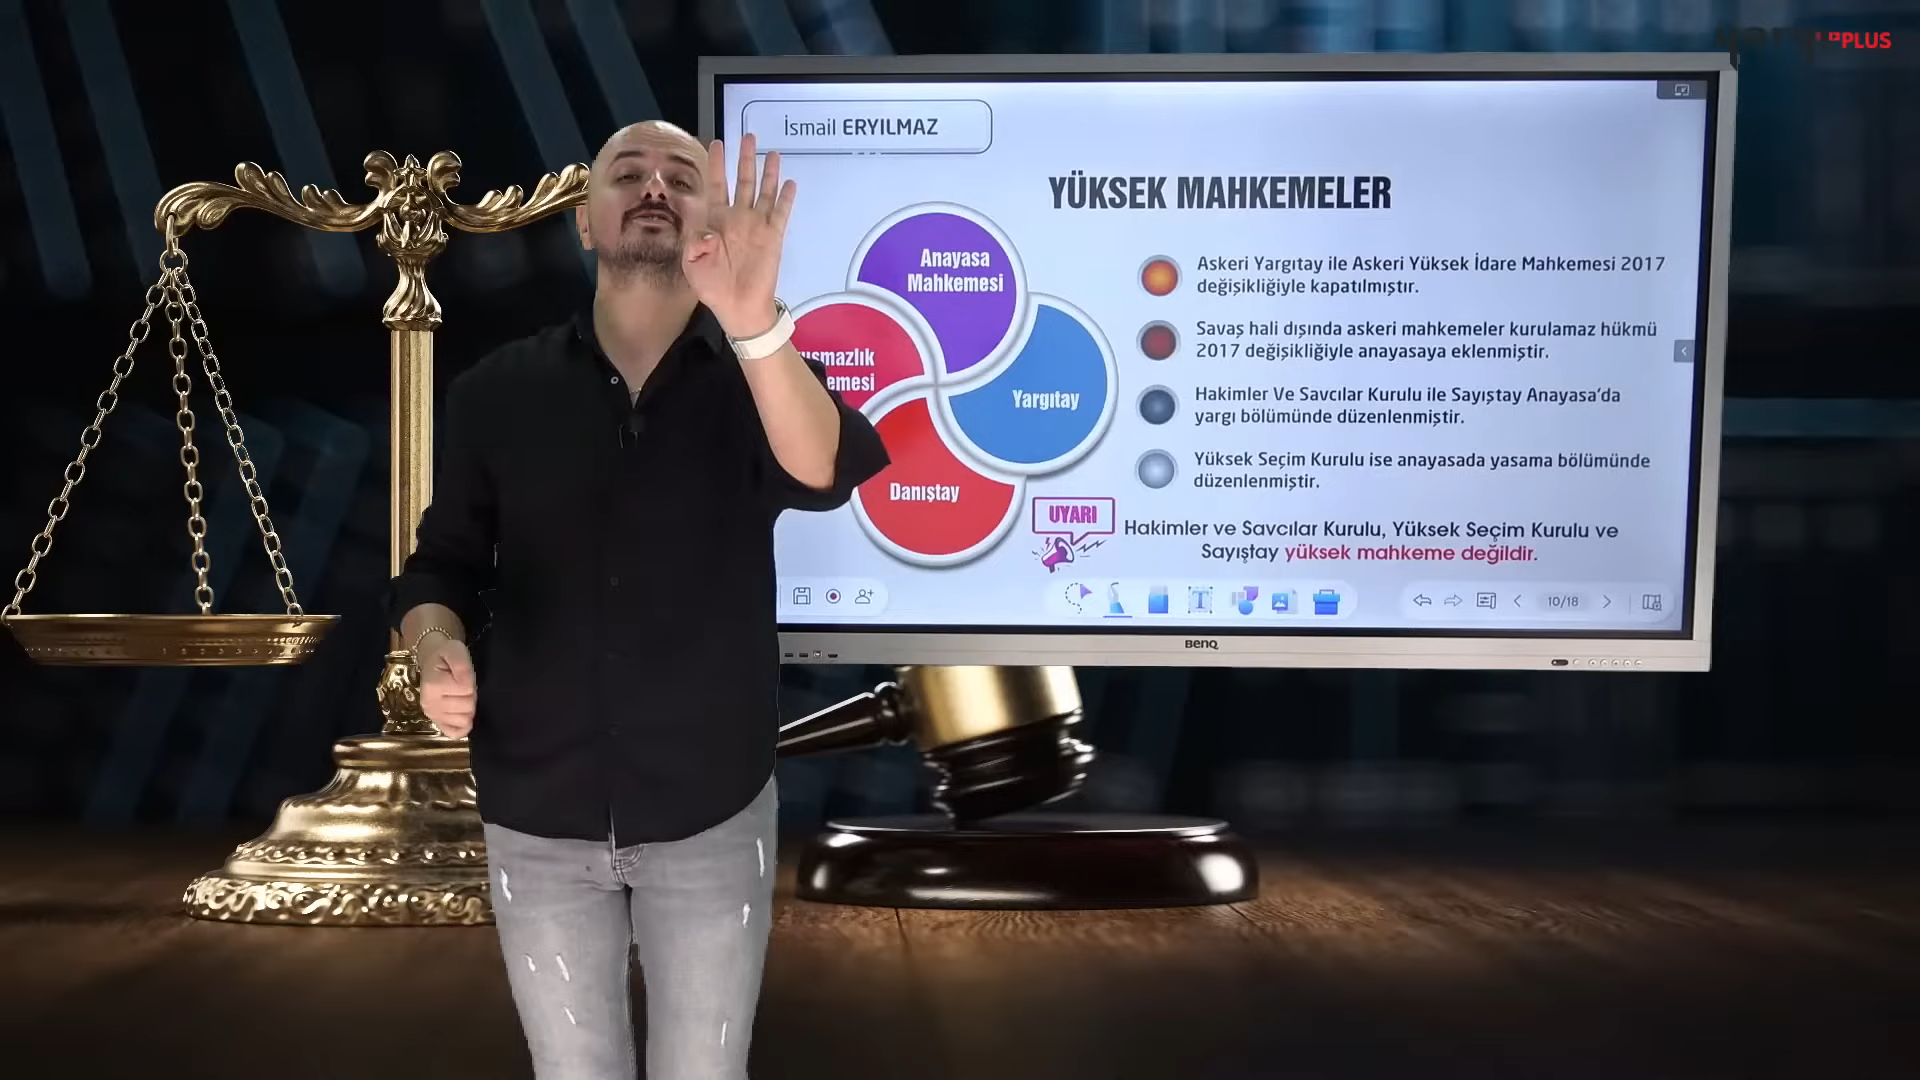 PLUS
İsmail ERYILMAZ
YÜKSEK MAHKEMELER
Anayasa
Mahkemesi
Yargıtay
Danıştay
Askeri Yargıtay ile Askeri Yüksek İdare Mahkemesi 2017
değişikliğiyle kapatılmıştır.
Savaş hali dışında askeri mahkemeler kurulamaz hükmü
2017 değişikliğiyle anayasaya eklenmiştir.
Hakimler Ve Savcılar Kurulu ile Sayıştay Anayasa'da
yargı bölümünde düzenlenmiştir.
Yüksek Seçim Kurulu ise anayasada yasama bölümünde
düzenlenmiştir.
UYARI
Hakimler ve Savcılar Kurulu, Yüksek Seçim Kurulu ve
Sayıştay yüksek mahkeme değildir.
10/18
BenQ